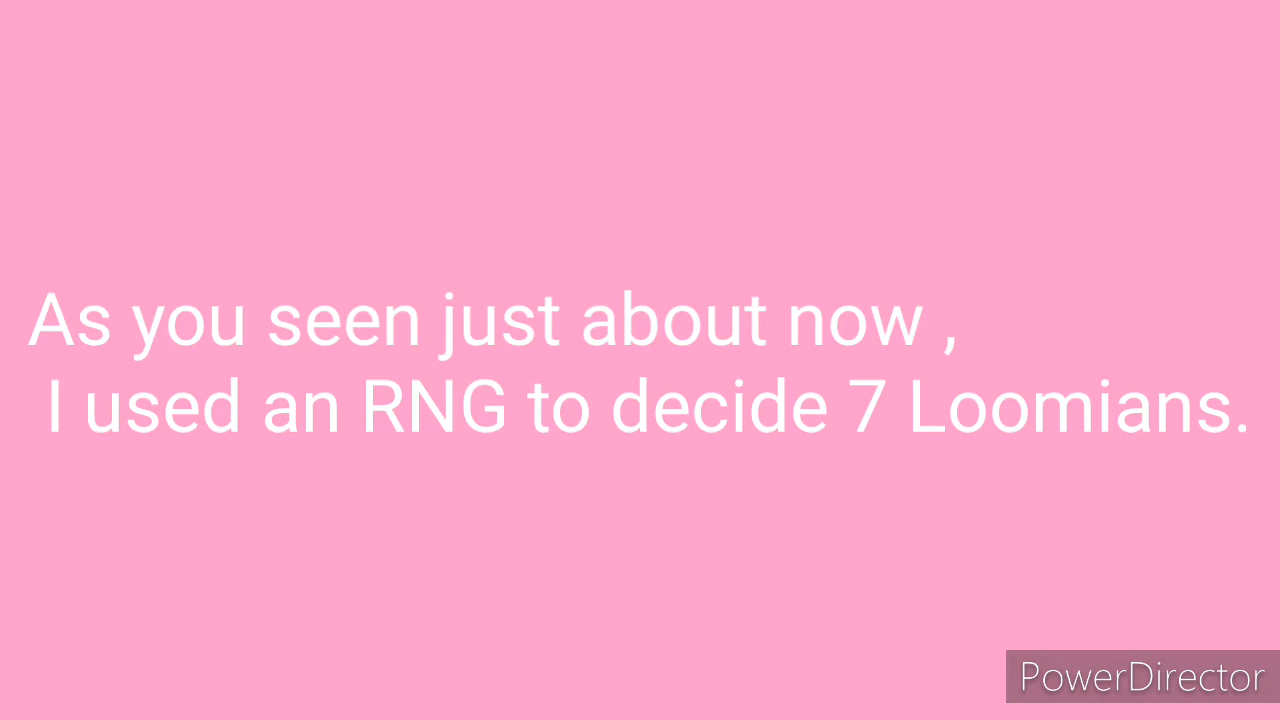 As you seen just about now ,
I used an RNG to decide 7 Loomians.
PowerDirector